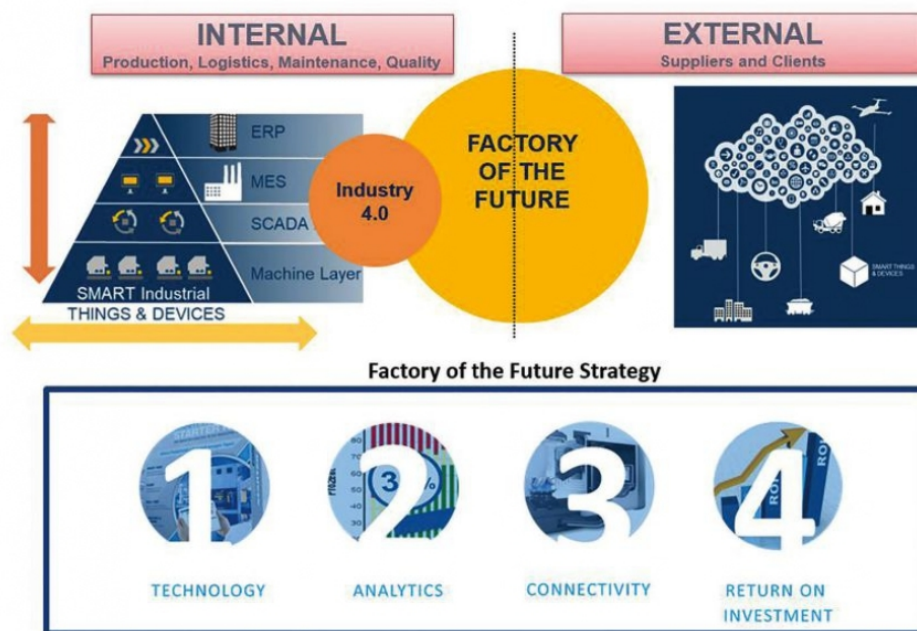 INTERNAL
Production, Logistics, Maintenance, Quality
EXTERNAL
Suppliers and Clients
ERP
MES
SCADA
Machine Layer
SMART Industrial
THINGS & DEVICES
Industry
4.0
FACTORY
OF THE
FUTURE
SMART THINGS
& DEVICES
Factory of the Future Strategy
1
TECHNOLOGY
2
ANALYTICS
3
CONNECTIVITY
4
RETURN ON
INVESTMENT